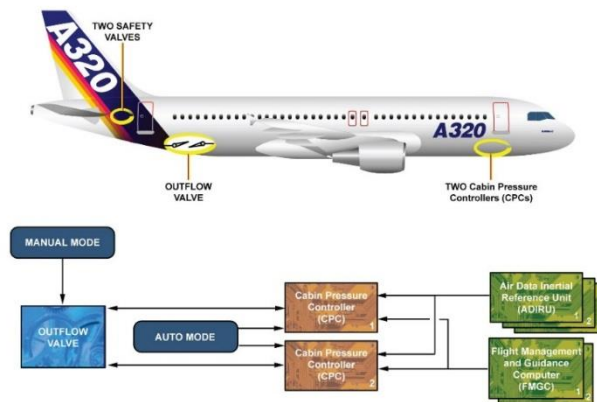 TWO SAFETY
VALVES
A320
A320
OUTFLOW
VALVE
TWO Cabin Pressure
Controllers (CPCs)
MANUAL MODE
OUTFLOW
VALVE
AUTO MODE
Cabin Pressure
Controller
(CPC)
1
Cabin Pressure
Controller
(CPC)
2
Air Data Inertial
Reference Unit
(ADIRU)
1
2
Flight Management
and Guidance
Computer
(FMGC)
1
2